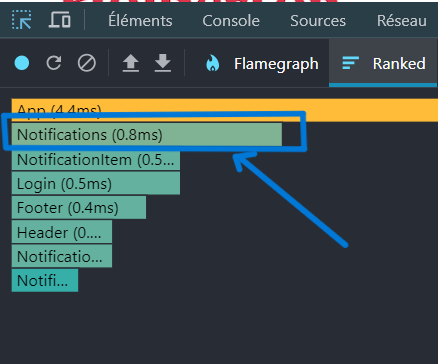 Éléments Console Sources Réseau
Flamegraph Ranked
App (4.4ms)
Notifications (0.8ms)
NotificationItem (0.5...
Login (0.5ms)
Footer (0.4ms)
Header (0....
Notificatio...
Notifi...